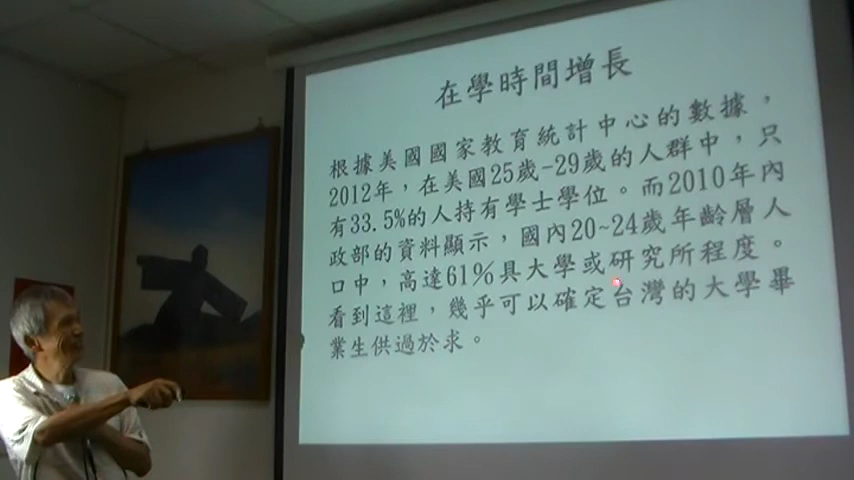 在學時間增長
根據美國國家教育統計中心的數據，
2012年，在美國25歲-29歲的人群中，只
有33.5%的人持有學士學位。而2010年內
政部的資料顯示，國內20~24歲年齡層人
口中，高達61%具大學或研究所程度。
看到這裡，幾乎可以確定台灣的大學畢
業生供過於求。